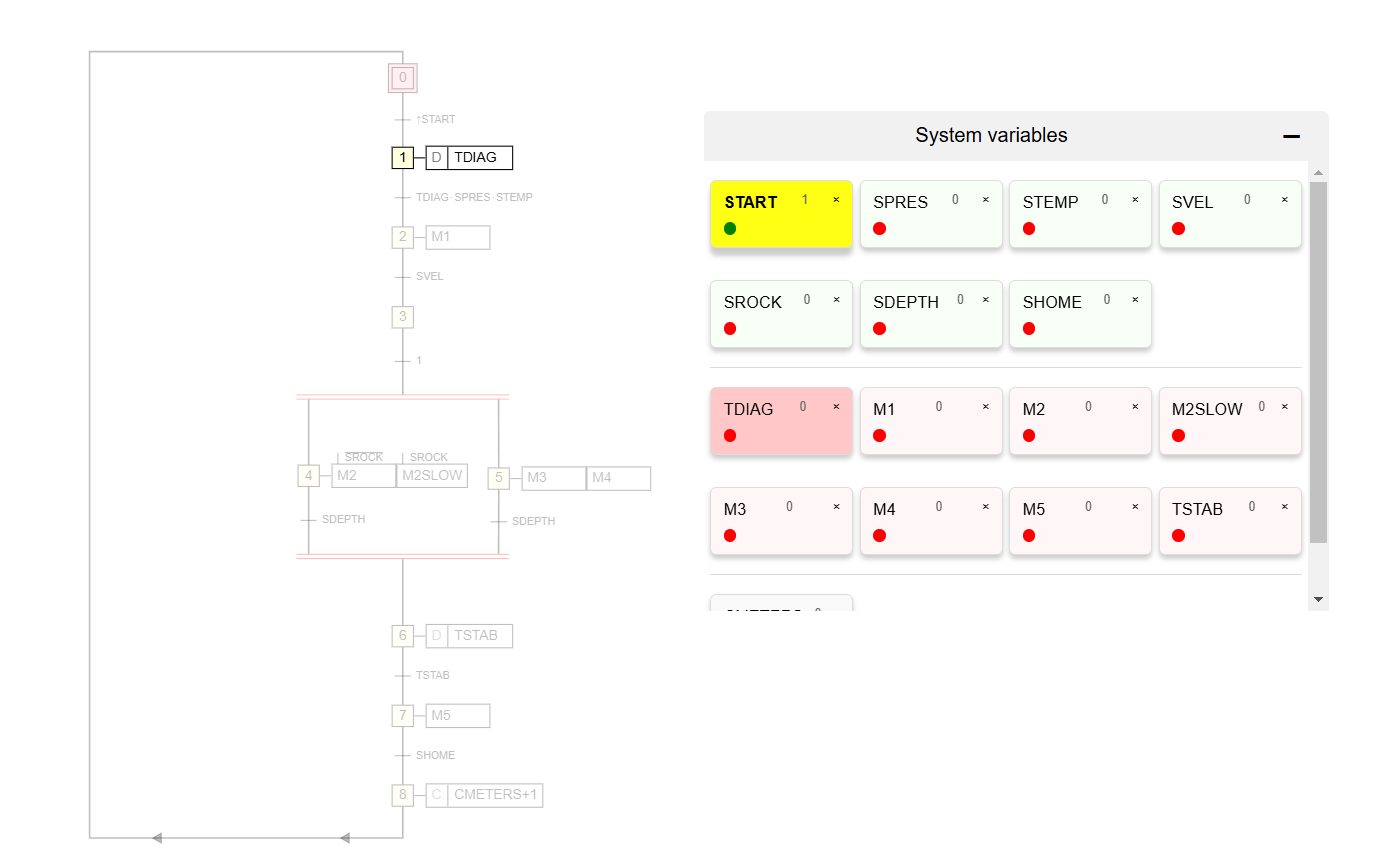 0
↑START
1 D TDIAG
TDIAG·SPRES·STEMP
2 M1
SVEL
3
1
SROCK SROCK
4 M2 M2SLOW 5 M3 M4
SDEPTH SDEPTH
6 D TSTAB
TSTAB
7 M5
SHOME
8 C CMETERS+1
System variables
START 1 × SPRES 0 × STEMP 0 × SVEL 0 ×
SROCK 0 × SDEPTH 0 × SHOME 0 ×
TDIAG 0 × M1 0 × M2 0 × M2SLOW 0 ×
M3 0 × M4 0 × M5 0 × TSTAB 0 ×